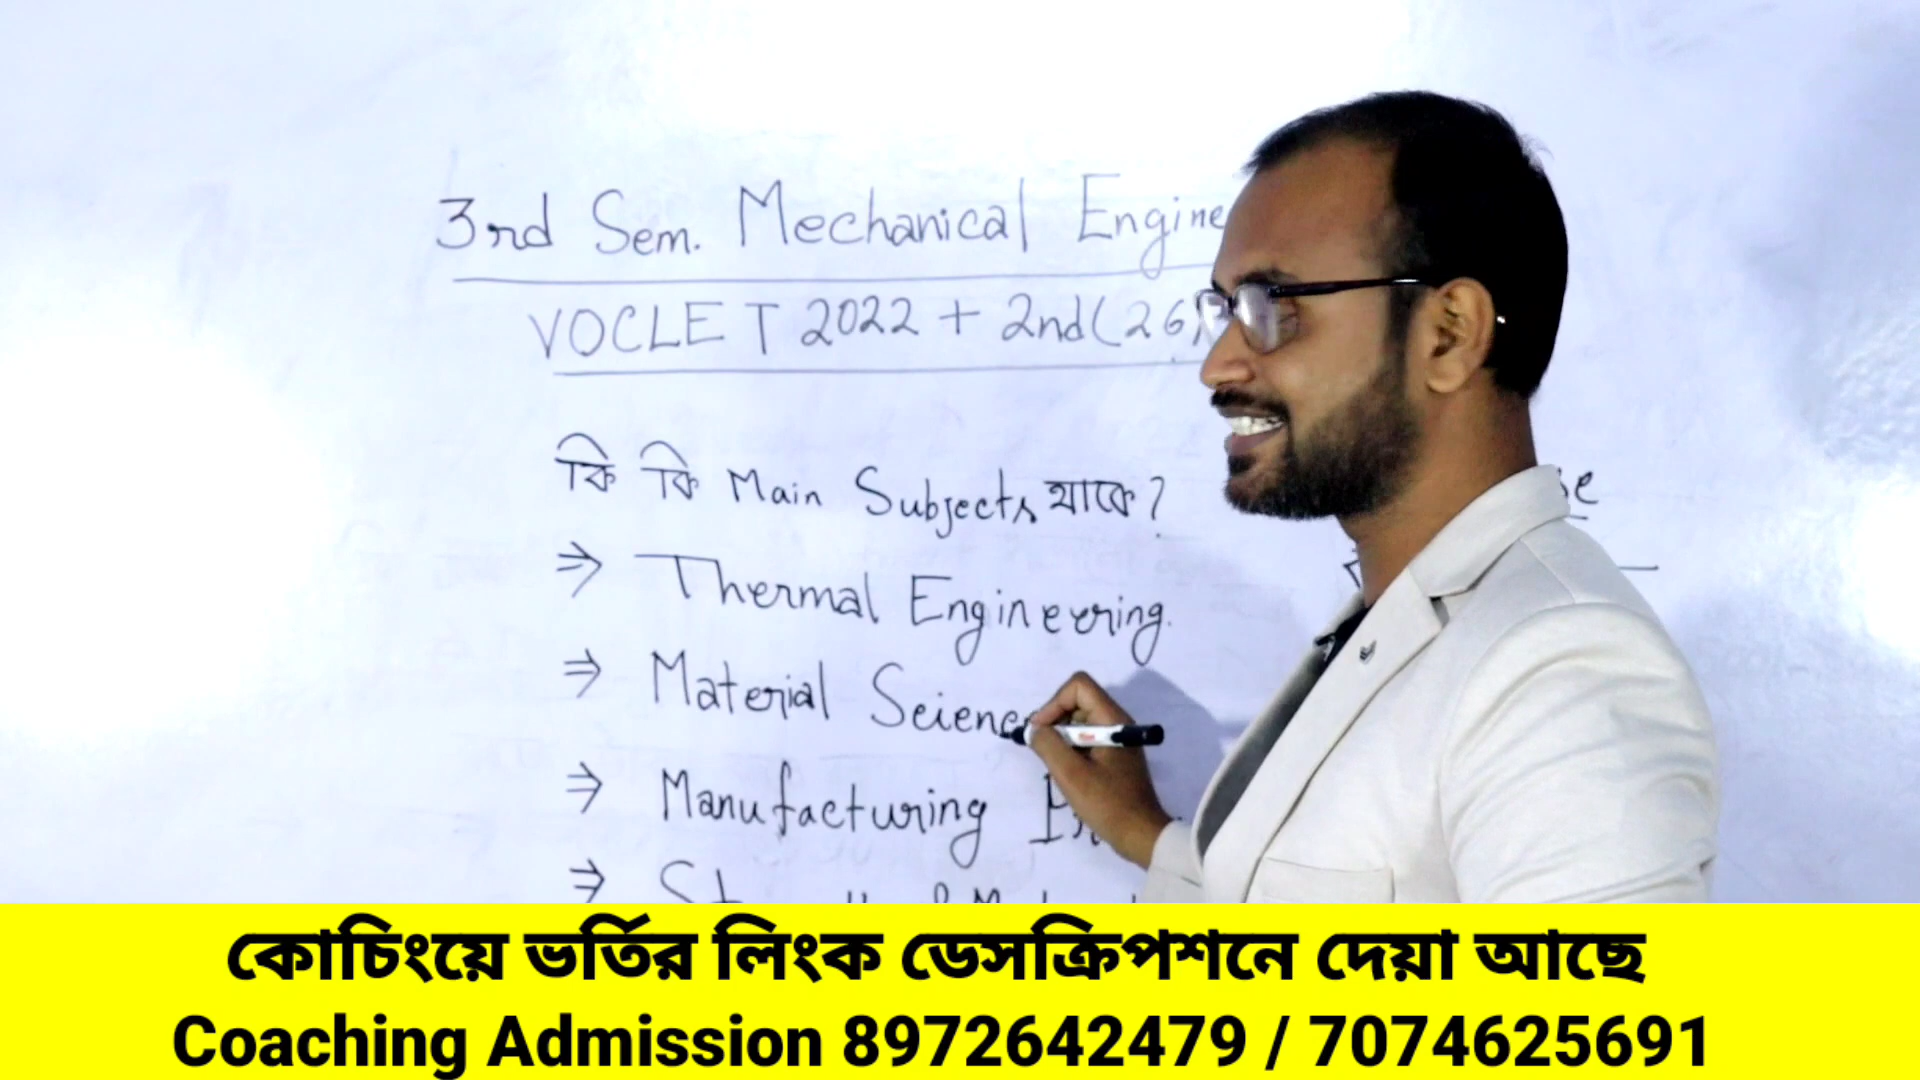 3rd Sem. Mechanical Engine
VOCLET 2022 + 2nd (26)
কি কি Main Subjects থাকে?
⇒ Thermal Engineering.
⇒ Material Scienc
⇒ Manufacturing
⇒
কোচিংয়ে ভর্তির লিংক ডেসক্রিপশনে দেয়া আছে
Coaching Admission 8972642479 / 7074625691